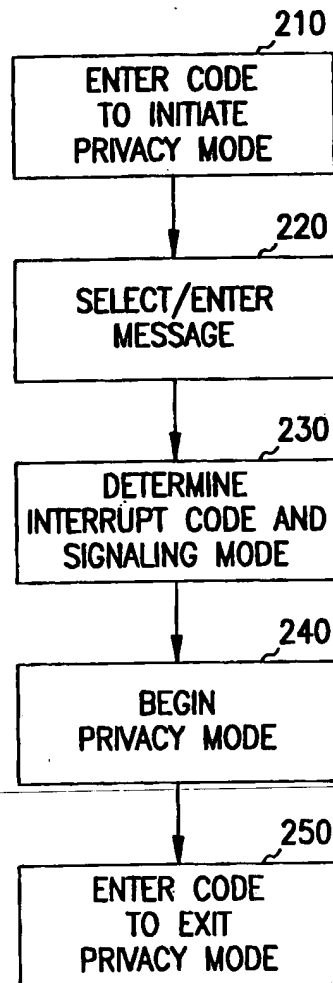 210
ENTER CODE
TO INITIATE
PRIVACY MODE
220
SELECT/ENTER
MESSAGE
230
DETERMINE
INTERRUPT CODE AND
SIGNALING MODE
240
BEGIN
PRIVACY MODE
250
ENTER CODE
TO EXIT
PRIVACY MODE